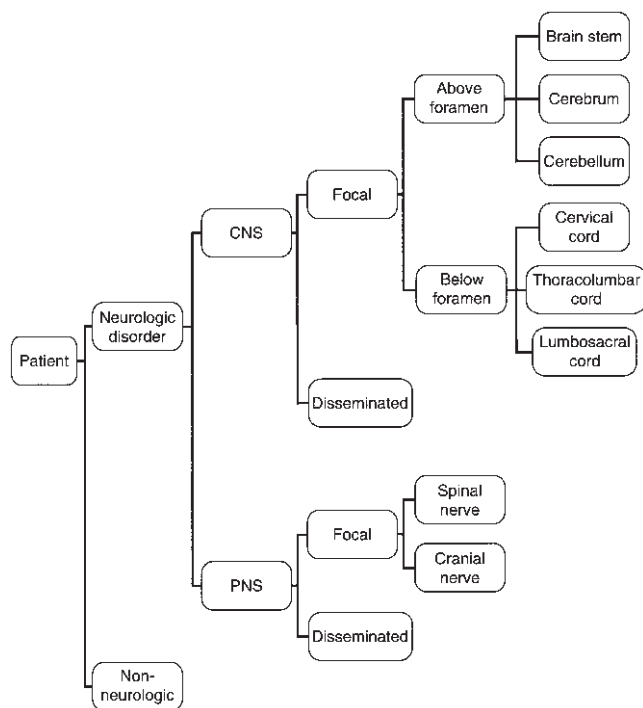 Brain stem
Above
foramen
Cerebrum
Cerebellum
Focal
CNS
Cervical
cord
Below
foramen
Thoracolumbar
cord
Neurologic
disorder
Lumbosacral
cord
Patient
Disseminated
Spinal
nerve
Focal
Cranial
nerve
PNS
Disseminated
Non-
neurologic